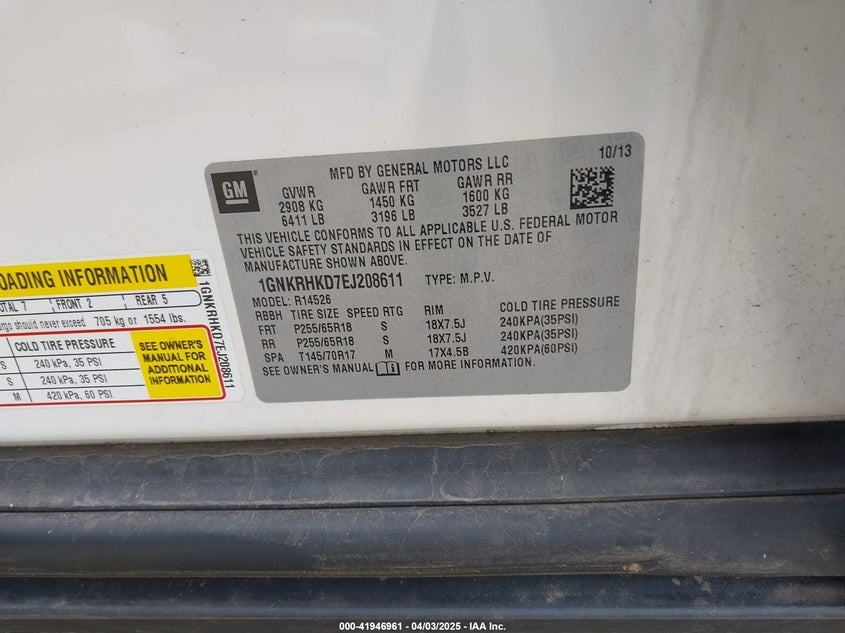 MFD BY GENERAL MOTORS LLC 10/13
GM
GVWR GAWR FRT GAWR RR
2908 KG 1450 KG 1600 KG
6411 LB 3196 LB 3527 LB
THIS VEHICLE CONFORMS TO ALL APPLICABLE U.S. FEDERAL MOTOR
VEHICLE SAFETY STANDARDS IN EFFECT ON THE DATE OF
MANUFACTURE SHOWN ABOVE.
1GNKRHKD7EJ208611 TYPE: M.P.V.
MODEL: R14526
RBBH TIRE SIZE SPEED RTG RIM COLD TIRE PRESSURE
FRT P255/65R18 S 18X7.5J 240KPA(35PSI)
RR P255/65R18 S 18X7.5J 240KPA(35PSI)
SPA T145/70R17 M 17X4.5B 420KPA(60PSI)
SEE OWNER'S MANUAL FOR MORE INFORMATION.
LOADING INFORMATION
TOTAL 7 FRONT 2 REAR 5
cargo should never exceed 705 kg or 1554 lbs.
COLD TIRE PRESSURE
S 240 kPa, 35 PSI
S 240 kPa, 35 PSI
M 420 kPa, 60 PSI
SEE OWNER'S
MANUAL FOR
ADDITIONAL
INFORMATION
1GNKRHKD7EJ208611
000-41946961 - 04/03/2025 - IAA Inc.